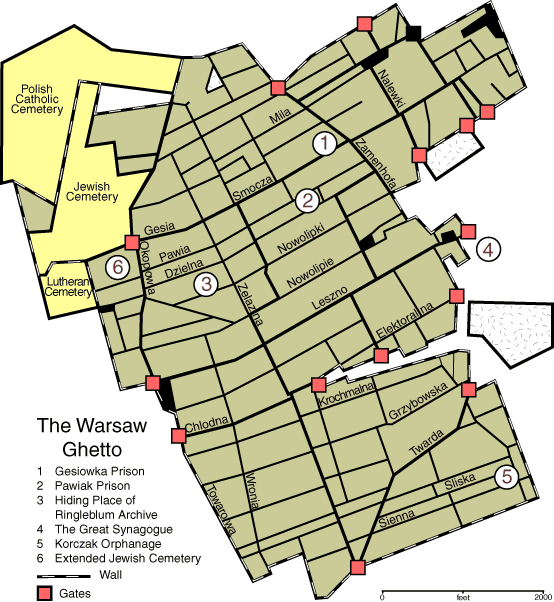 Polish
Catholic
Cemetery
Jewish
Cemetery
Lutheran
Cemetery
Nalewki
Mila
1
Zamenhofa
Smocza
2
Gesia
Okopowa
Pawia
Dzielna
Nowolipki
Nowolipie
3
4
6
Zelazina
Leszno
Elektoralina
Krochmalna
Grzybowska
Chlodna
Twarda
Wronia
Towarowa
Sliska
Sienna
5
The Warsaw
Ghetto
1 Gesiowka Prison
2 Pawiak Prison
3 Hiding Place of
Ringleblum Archive
4 The Great Synagogue
5 Korczak Orphanage
6 Extended Jewish Cemetery
Wall
Gates
0 feet 2000